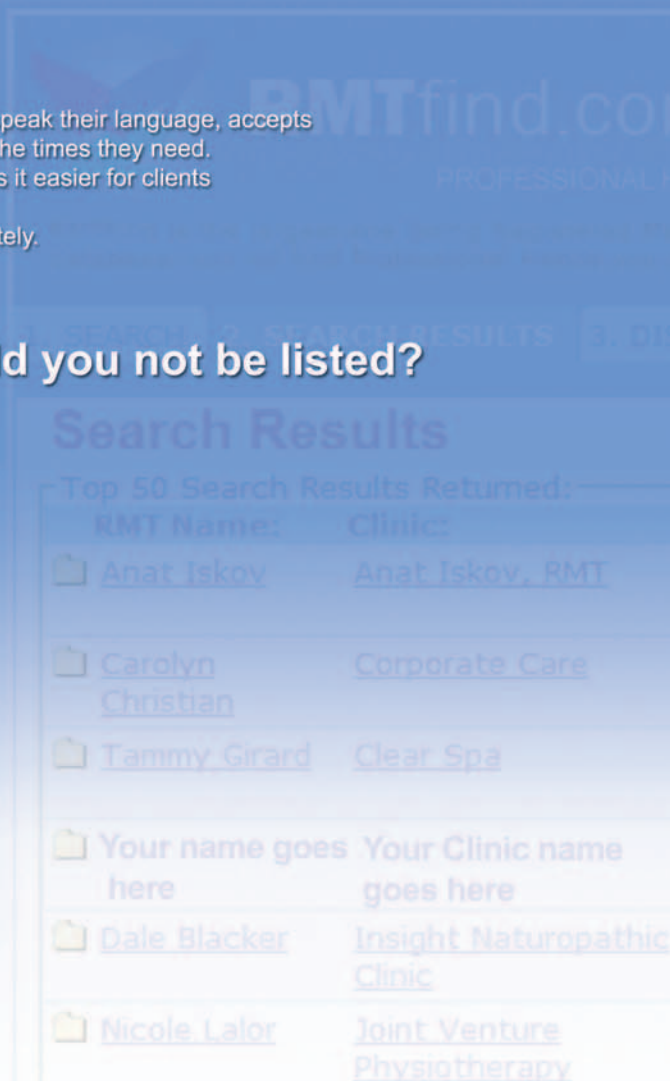 RMTfind.co
peak their language, accepts
he times they need.
s it easier for clients
PROFESSIONAL H
tely.
1. SEARCH 2. SEARCH RESULTS 3. DI
d you not be listed?
Search Results
Top 50 Search Results Returned:
RMT Name: Clinic:
Anat Iskov Anat Iskov, RMT
Carolyn Corporate Care
Christian
Tammy Girard Clear Spa
Your name goes Your Clinic name
here goes here
Dale Blacker Insight Naturopathic
Clinic
Nicole Lalor Joint Venture
Physiotherapy